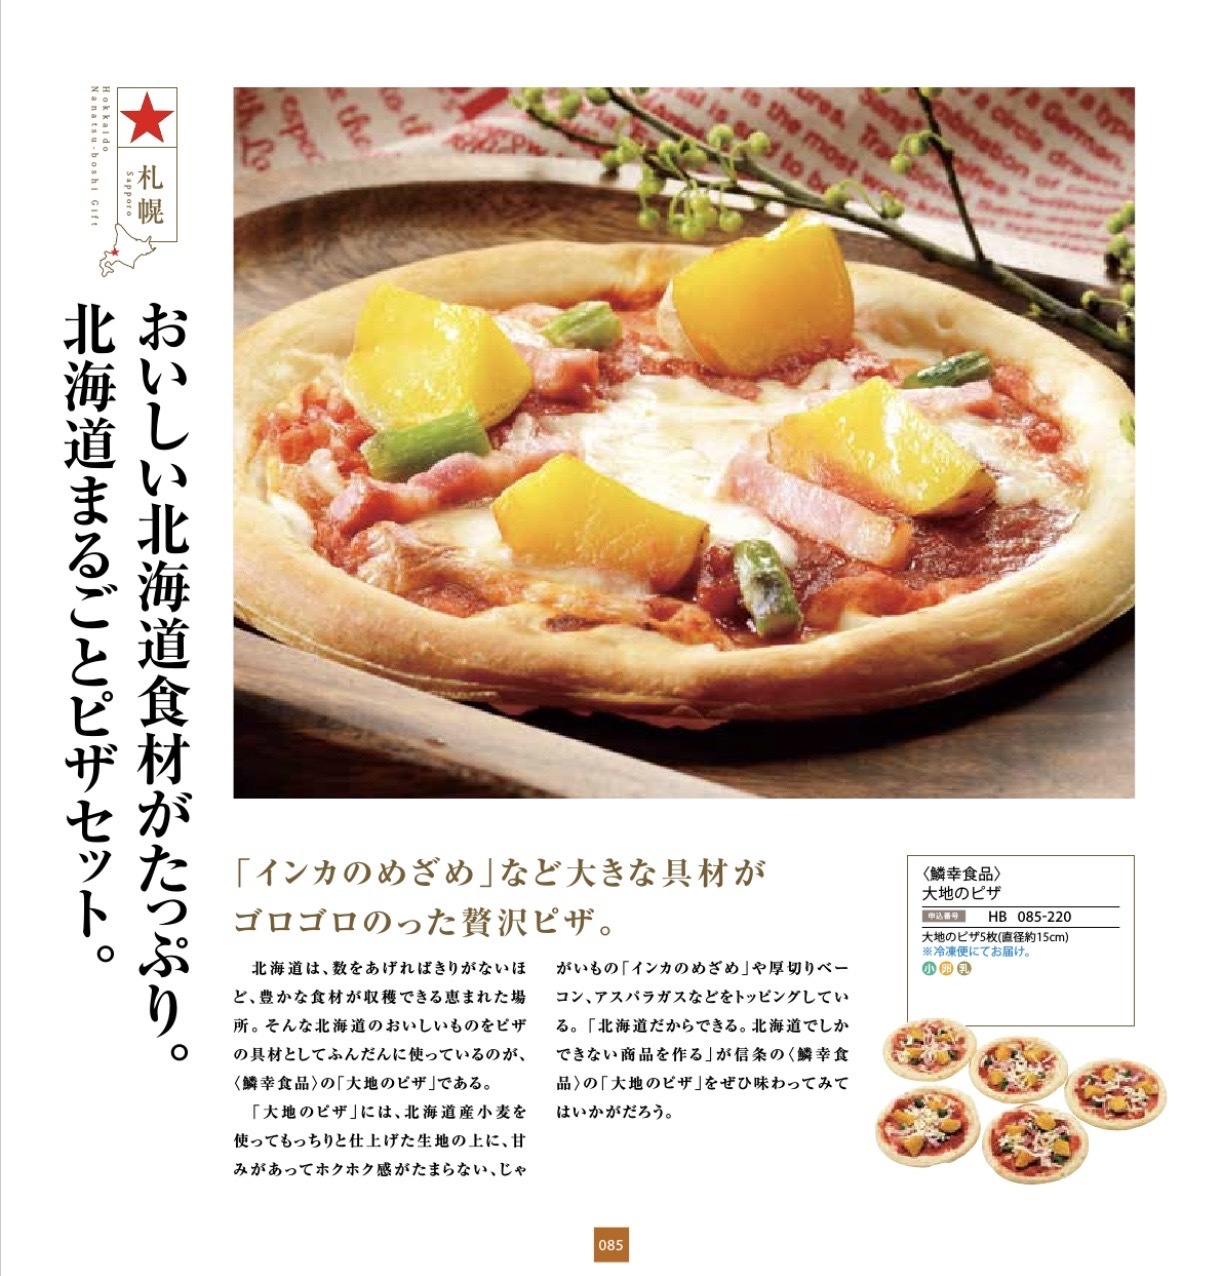 札幌
Sapporo
Hokkaido
Nanatsu-boshi Gift
おいしい北海道食材がたっぷり。
北海道まるごとピザセット。
「インカのめざめ」など大きな具材が
ゴロゴロのった贅沢ピザ。
北海道は、数をあげればきりがないほ
ど、豊かな食材が収穫できる恵まれた場
所。そんな北海道のおいしいものをピザ
の具材としてふんだんに使っているのが、
〈鱗幸食品〉の「大地のピザ」である。
「大地のピザ」には、北海道産小麦を
使ってもっちりと仕上げた生地の上に、甘
みがあってホクホク感がたまらない、じゃ
がいもの「インカのめざめ」や厚切りベー
コン、アスパラガスなどをトッピングしてい
る。「北海道だからできる。北海道でしか
できない商品を作る」が信条の〈鱗幸食
品〉の「大地のピザ」をぜひ味わってみて
はいかがだろう。
〈鱗幸食品〉
大地のピザ
申込番号 HB 085-220
大地のピザ5枚(直径約15cm)
※冷凍便にてお届け。
小 卵 乳
085